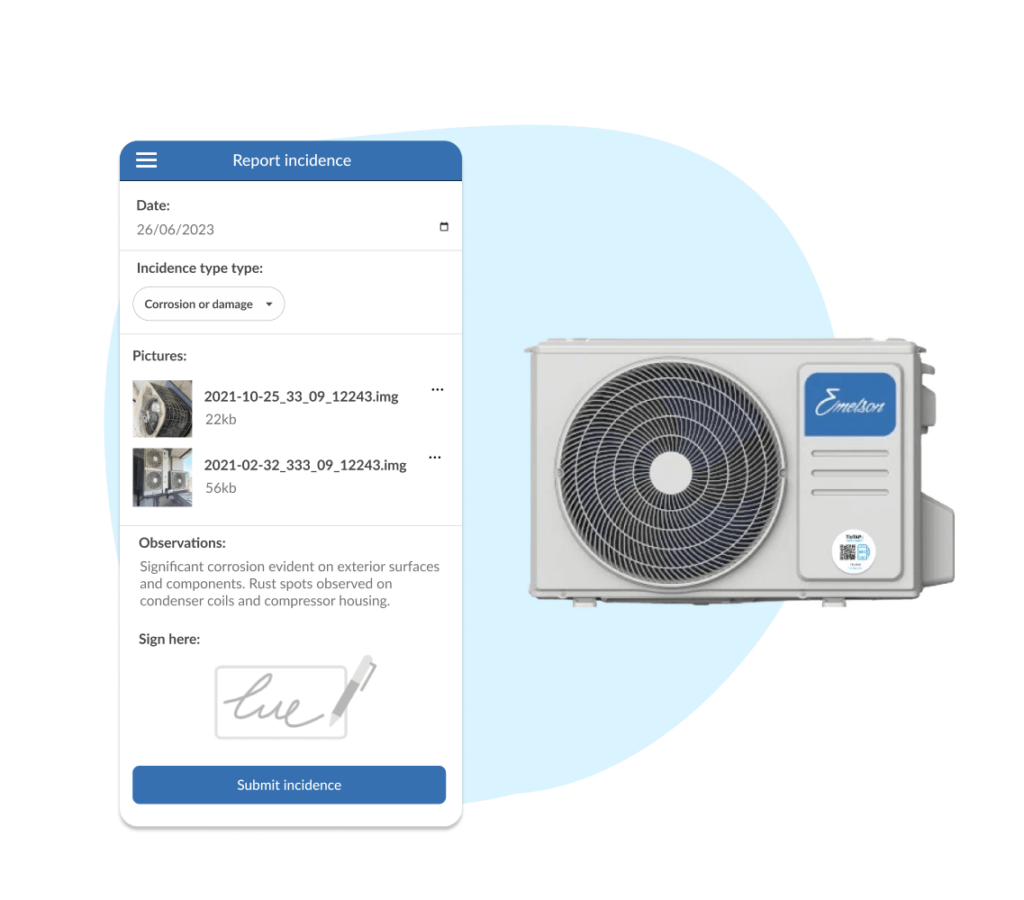 Report incidence
Date:
26/06/2023
Incidence type type:
Corrosion or damage
Pictures:
2021-10-25_33_09_12243.img
22kb
2021-02-32_333_09_12243.img
56kb
Observations:
Significant corrosion evident on exterior surfaces
and components. Rust spots observed on
condenser coils and compressor housing.
Sign here:
Submit incidence
Emelson